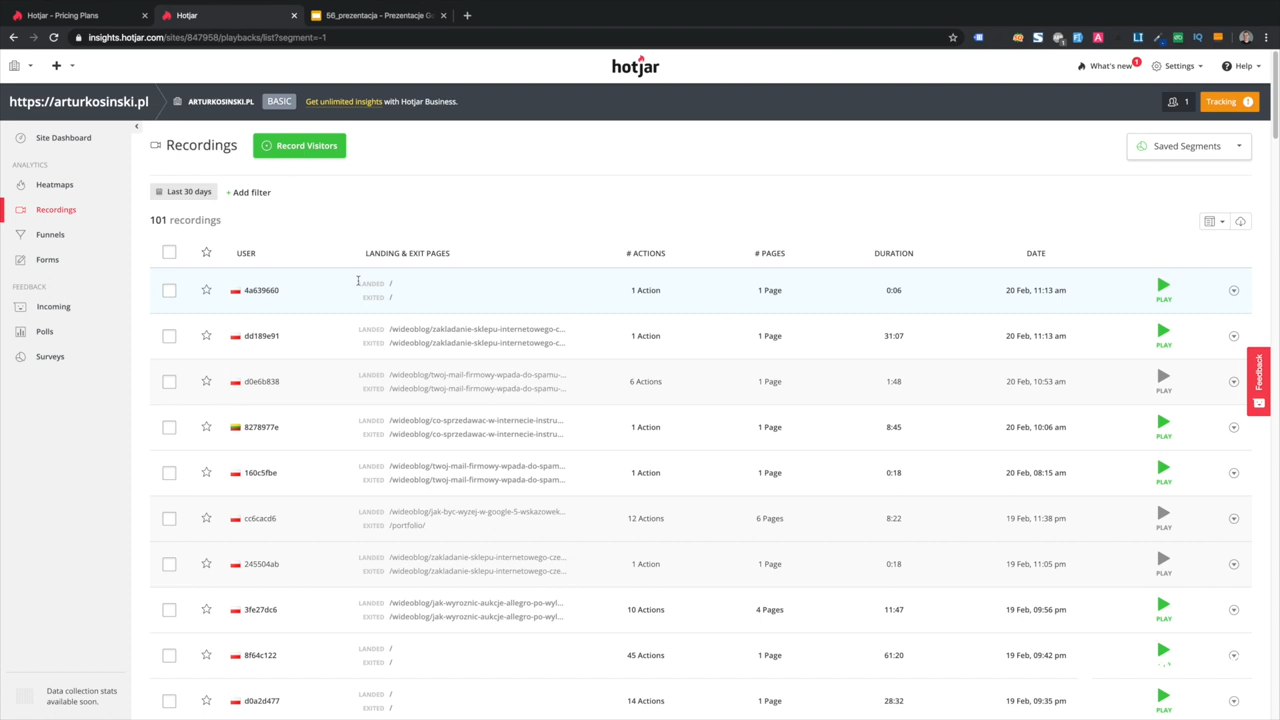 Hotjar - Pricing Plans
Hotjar
56_prezentacja - Prezentacje G
insights.hotjar.com/sites/847958/playbacks/list?segment=-1
hotjar
What's new 1
Settings
Help
https://arturkosinski.pl
ARTURKOSINSKI.PL
BASIC
Get unlimited insights with Hotjar Business.
1
Tracking
Site Dashboard
ANALYTICS
Heatmaps
Recordings
Funnels
Forms
FEEDBACK
Incoming
Polls
Surveys
Data collection stats
available soon.
Recordings
Record Visitors
Saved Segments
Last 30 days
+ Add filter
101 recordings
USER LANDING & EXIT PAGES # ACTIONS # PAGES DURATION DATE
4a639660 LANDED / 1 Action 1 Page 0:06 20 Feb, 11:13 am PLAY
EXITED /
dd189e91 LANDED /wideoblog/zakladanie-sklepu-internetowego-c... 1 Action 1 Page 31:07 20 Feb, 11:13 am PLAY
EXITED /wideoblog/zakladanie-sklepu-internetowego-c...
d0e6b838 LANDED /wideoblog/twoj-mail-firmowy-wpada-do-spamu-... 6 Actions 1 Page 1:48 20 Feb, 10:53 am PLAY
EXITED /wideoblog/twoj-mail-firmowy-wpada-do-spamu-...
8278977e LANDED /wideoblog/co-sprzedawac-w-internecie-instru... 1 Action 1 Page 8:45 20 Feb, 10:06 am PLAY
EXITED /wideoblog/co-sprzedawac-w-internecie-instru...
160c5fbe LANDED /wideoblog/twoj-mail-firmowy-wpada-do-spam... 1 Action 1 Page 0:18 20 Feb, 08:15 am PLAY
EXITED /wideoblog/twoj-mail-firmowy-wpada-do-spam...
cc6cacd6 LANDED /wideoblog/jak-byc-wyzej-w-google-5-wskazowek... 12 Actions 6 Pages 8:22 19 Feb, 11:38 pm PLAY
EXITED /portfolio/
245504ab LANDED /wideoblog/zakladanie-sklepu-internetowego-cze... 1 Action 1 Page 0:18 19 Feb, 11:05 pm PLAY
EXITED /wideoblog/zakladanie-sklepu-internetowego-cze...
3fe27dc6 LANDED /wideoblog/jak-wyroznic-aukcje-allegro-po-wyl... 10 Actions 4 Pages 11:47 19 Feb, 09:56 pm PLAY
EXITED /wideoblog/jak-wyroznic-aukcje-allegro-po-wyl...
8f64c122 LANDED / 45 Actions 1 Page 61:20 19 Feb, 09:42 pm
EXITED /
d0a2d477 LANDED / 14 Actions 1 Page 28:32 19 Feb, 09:35 pm PLAY
EXITED /
Feedback